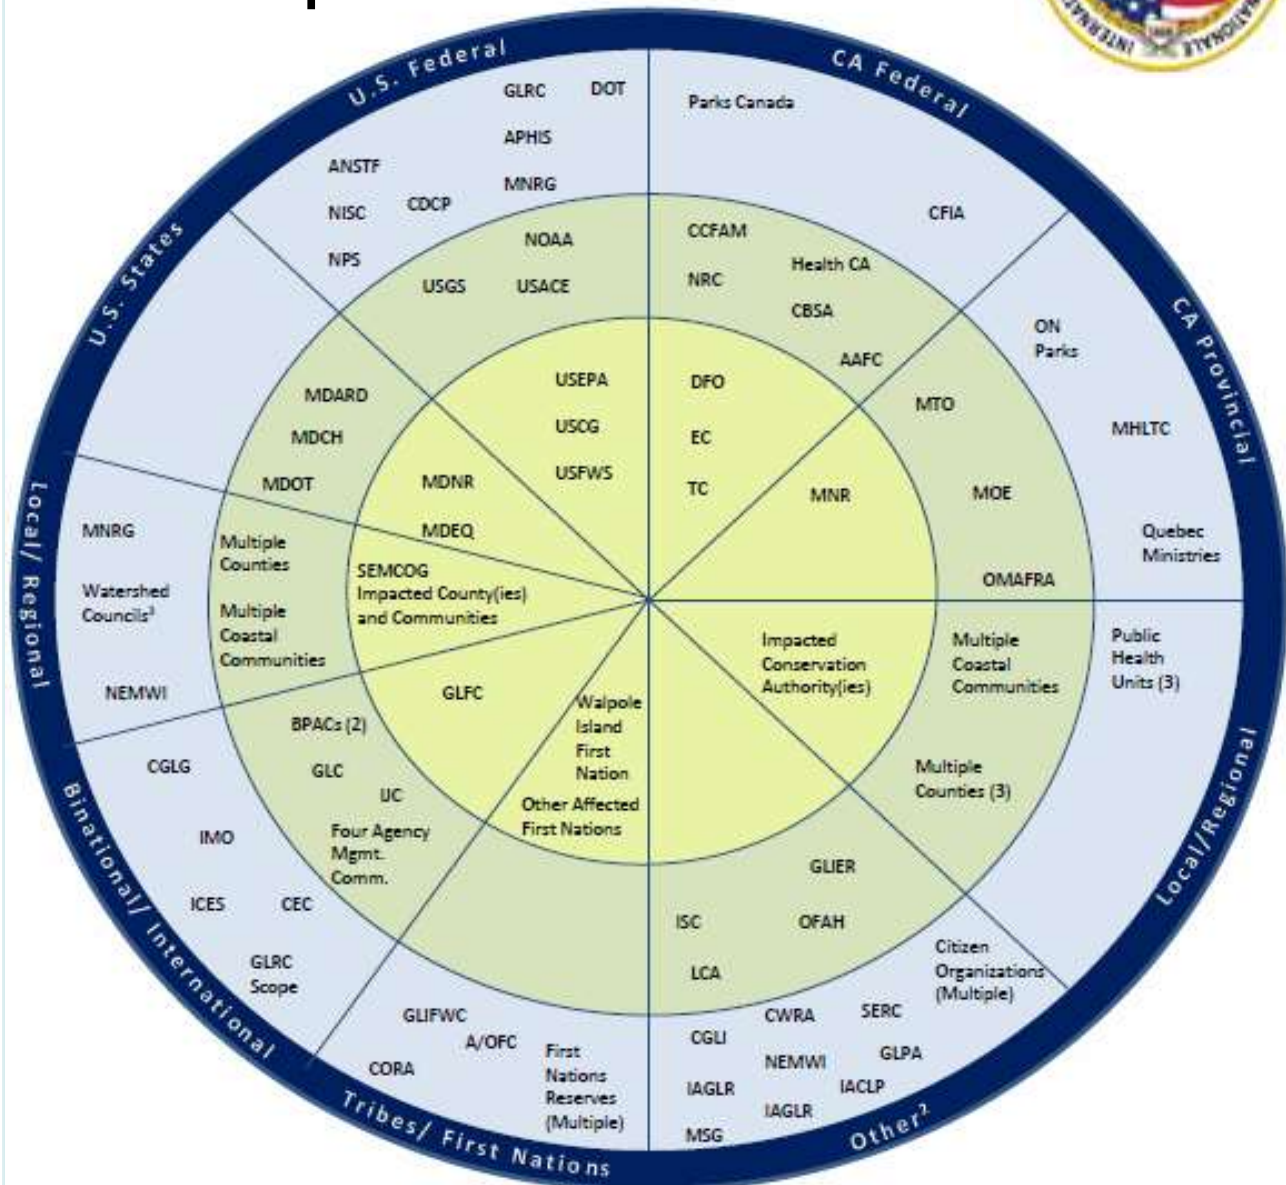 INTERNATI
NATIONALE
U.S. Federal
GLRC
DOT
APHIS
MNRG
ANSTF
NISC
CDCP
NPS
NOAA
USGS
USACE
USEPA
USCG
USFWS
CA Federal
Parks Canada
CFIA
CCFAM
Health CA
NRC
CBSA
AAFC
DFO
EC
TC
CA Provincial
ON
Parks
MHLTC
Quebec
Ministries
MTO
MOE
OMAFRA
MNR
Local/Regional
Public
Health
Units (3)
Multiple
Coastal
Communities
Multiple
Counties (3)
Impacted
Conservation
Authority(ies)
Other²
GLIER
ISC
OFAH
LCA
Citizen
Organizations
(Multiple)
CWRA
SERC
CGLI
NEMWI
GLPA
IAGLR
IACLP
IAGLR
MSG
Tribes/ First Nations
Walpole
Island
First
Nation
Other Affected
First Nations
GLIFWC
A/OFC
CORA
First
Nations
Reserves
(Multiple)
Binational/ International
GLFC
BPACs (2)
GLC
IJC
Four Agency
Mgmt.
Comm.
CGLG
IMO
ICES
CEC
GLRC
Scope
Local/ Regional
MNRG
Watershed
Councils³
NEMWI
Multiple
Counties
Multiple
Coastal
Communities
SEMCOG
Impacted County(ies)
and Communities
U.S. States
MDARD
MDCH
MDOT
MDNR
MDEQ